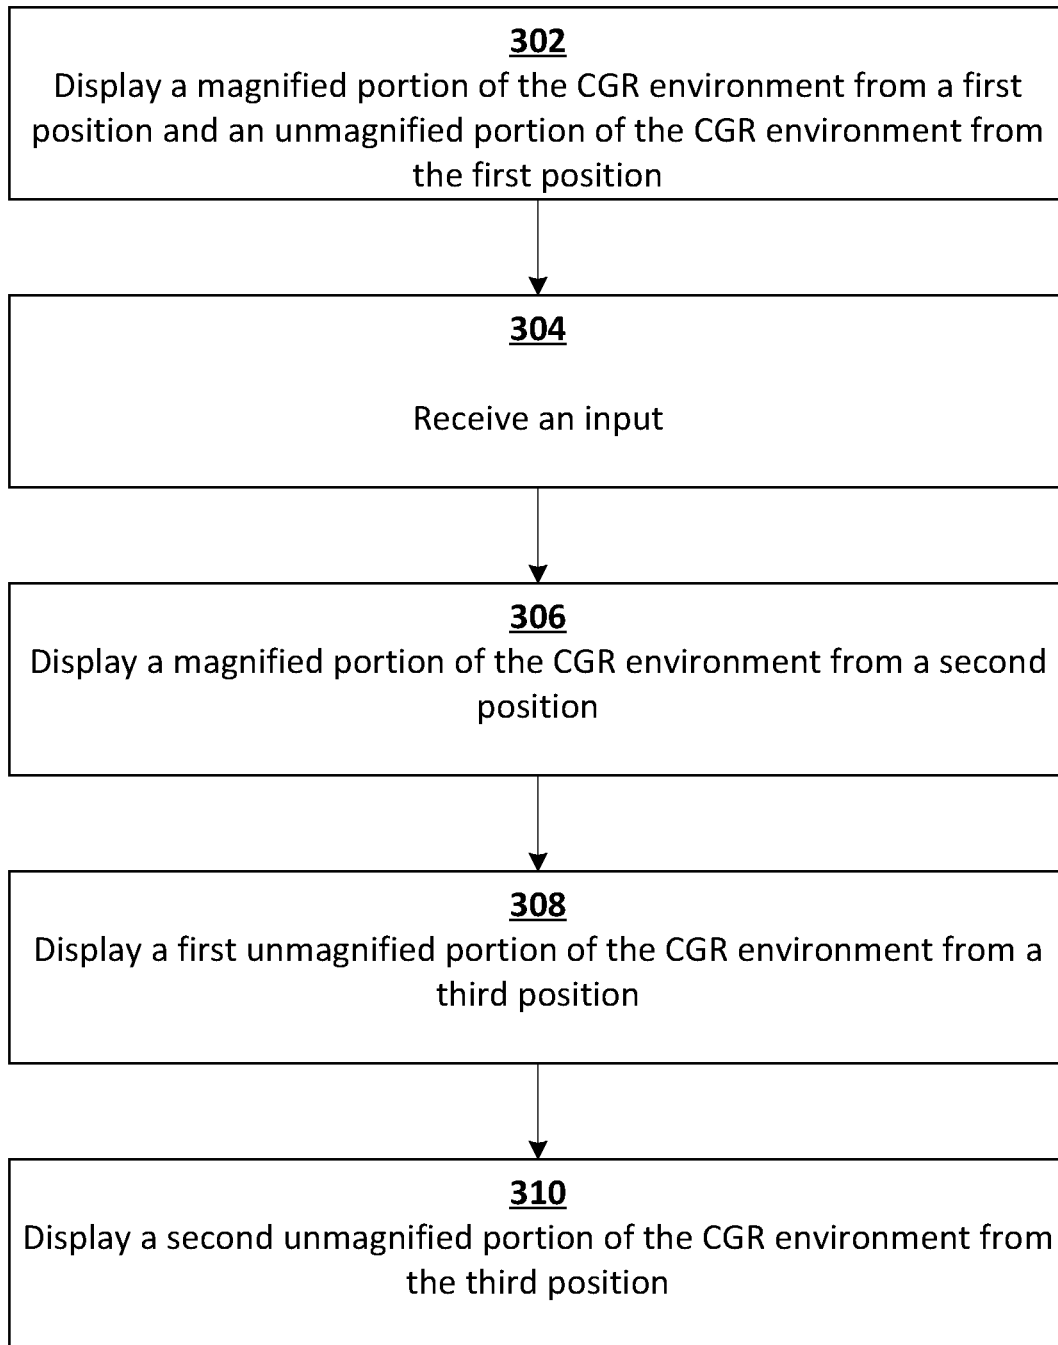 302
Display a magnified portion of the CGR environment from a first
position and an unmagnified portion of the CGR environment from
the first position
304
Receive an input
306
Display a magnified portion of the CGR environment from a second
position
308
Display a first unmagnified portion of the CGR environment from a
third position
310
Display a second unmagnified portion of the CGR environment from
the third position